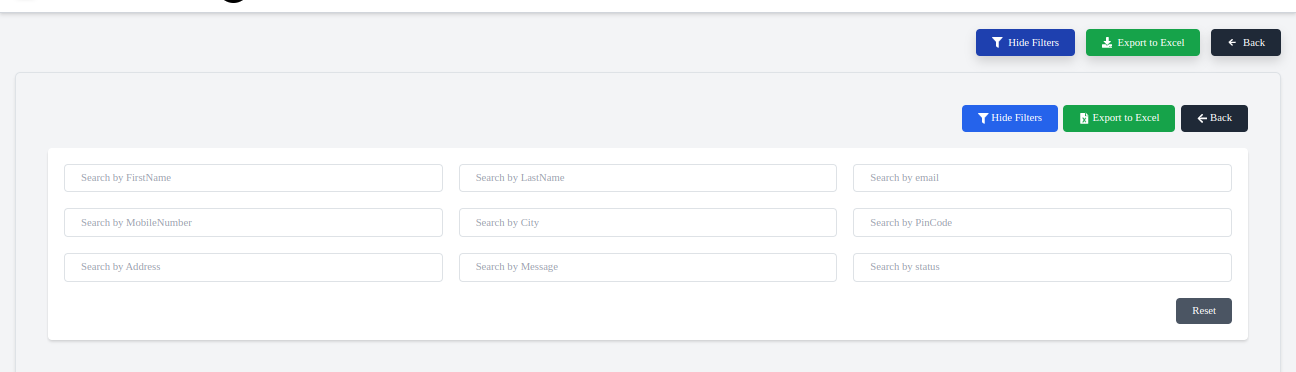 Hide Filters Export to Excel Back
Hide Filters Export to Excel Back
Search by FirstName Search by LastName Search by email
Search by MobileNumber Search by City Search by PinCode
Search by Address Search by Message Search by status
Reset